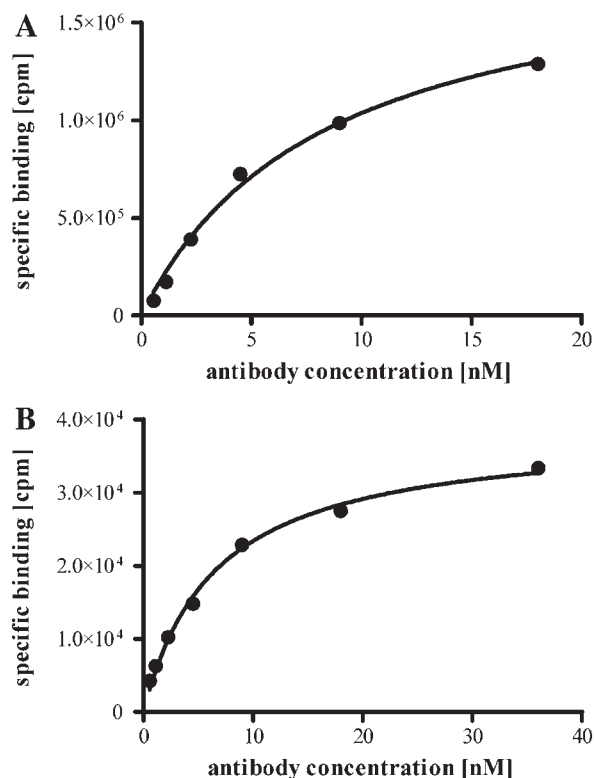 A
specific binding [cpm]
1.5×10⁶
1.0×10⁶
5.0×10⁵
0
0 5 10 15 20
antibody concentration [nM]
B
specific binding [cpm]
4.0×10⁴
3.0×10⁴
2.0×10⁴
1.0×10⁴
0
0 10 20 30 40
antibody concentration [nM]